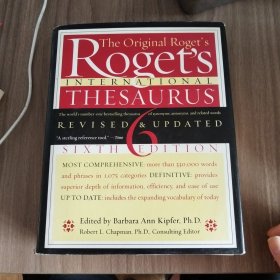 The Original Roget's
Roget's
INTERNATIONAL
THESAURUS
The world's number-one bestselling thesaurus of synonyms, antonyms, and related words
REVISED & UPDATED
"A sterling reference tool." —Time
6
SIXTH EDITION
MOST COMPREHENSIVE: more than 320,000 words
and phrases in 1,075 categories DEFINITIVE: provides
superior depth of information, efficiency, and ease of use
UP TO DATE: includes the expanding vocabulary of today
Edited by Barbara Ann Kipfer, Ph.D.
Robert L. Chapman, Ph.D., Consulting Editor